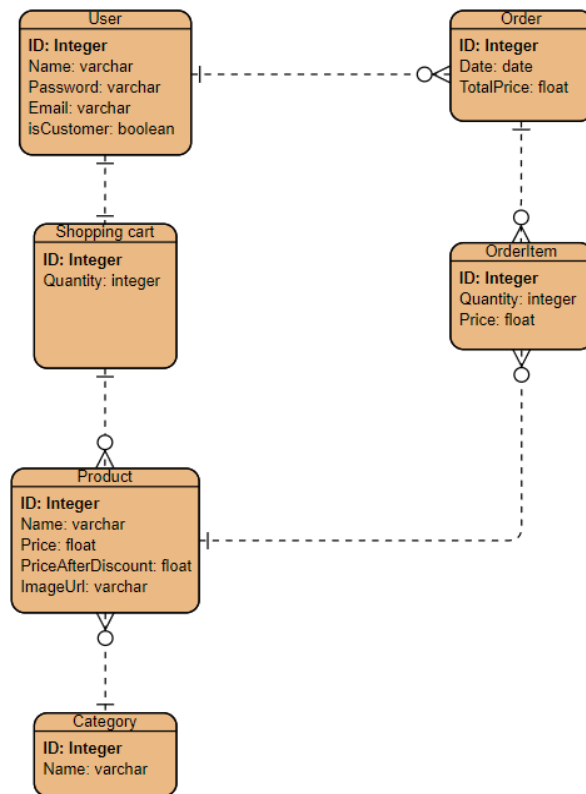 User
ID: Integer
Name: varchar
Password: varchar
Email: varchar
isCustomer: boolean
Order
ID: Integer
Date: date
TotalPrice: float
Shopping cart
ID: Integer
Quantity: integer
OrderItem
ID: Integer
Quantity: integer
Price: float
Product
ID: Integer
Name: varchar
Price: float
PriceAfterDiscount: float
ImageUrl: varchar
Category
ID: Integer
Name: varchar